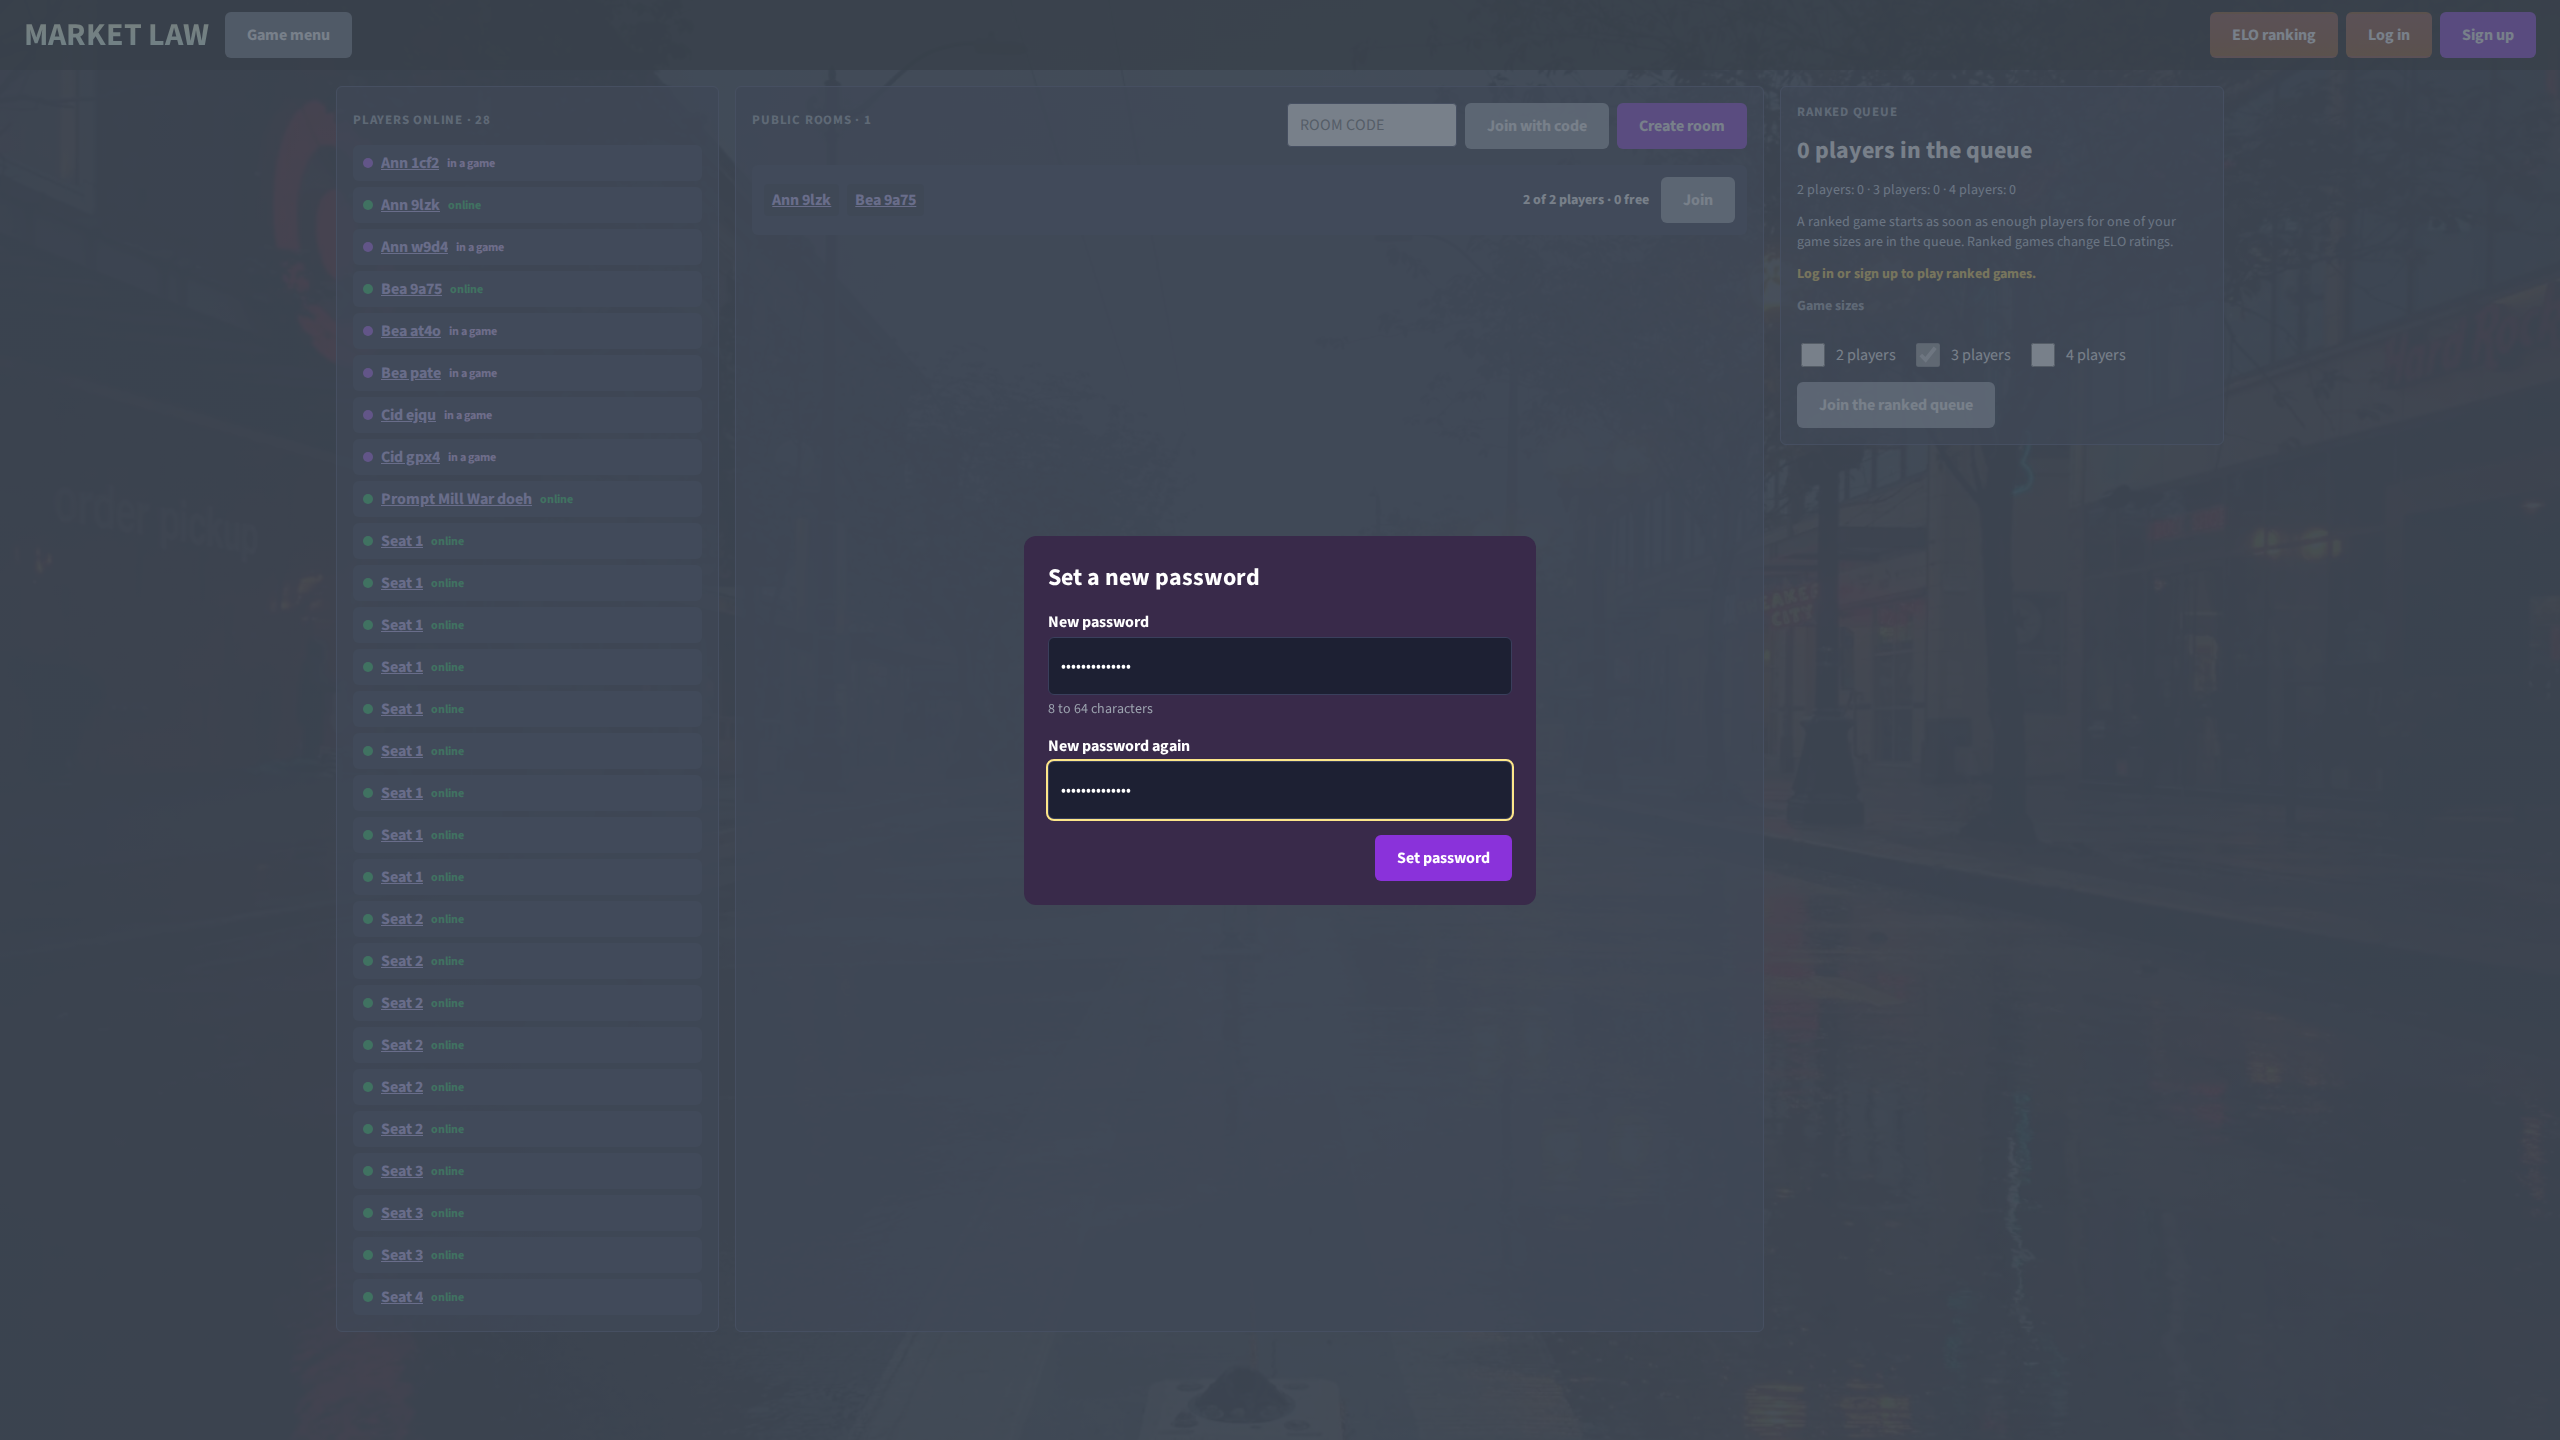 MARKET LAW
Game menu
ELO ranking
Log in
Sign up
PLAYERS ONLINE · 28
Ann 1cf2 in a game
Ann 9lzk online
Ann w9d4 in a game
Bea 9a75 online
Bea at4o in a game
Bea pate in a game
Cid ejqu in a game
Cid gpx4 in a game
Prompt Mill War doeh online
Seat 1 online
Seat 1 online
Seat 1 online
Seat 1 online
Seat 1 online
Seat 1 online
Seat 1 online
Seat 1 online
Seat 1 online
Seat 2 online
Seat 2 online
Seat 2 online
Seat 2 online
Seat 2 online
Seat 2 online
Seat 3 online
Seat 3 online
Seat 3 online
Seat 4 online
PUBLIC ROOMS · 1
ROOM CODE
Join with code
Create room
Ann 9lzk Bea 9a75 2 of 2 players · 0 free Join
RANKED QUEUE
0 players in the queue
2 players: 0 · 3 players: 0 · 4 players: 0
A ranked game starts as soon as enough players for one of your
game sizes are in the queue. Ranked games change ELO ratings.
Log in or sign up to play ranked games.
Game sizes
2 players 3 players 4 players
Join the ranked queue
Set a new password
New password
••••••••••••••
8 to 64 characters
New password again
••••••••••••••
Set password
order pickup